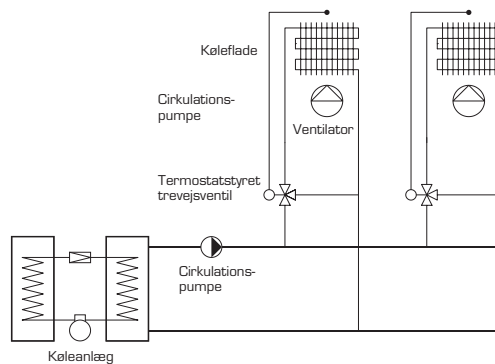 Køleflade
Cirkulations-
pumpe
Ventilator
Termostatstyret
trevejsventil
Cirkulations-
pumpe
Køleanlæg